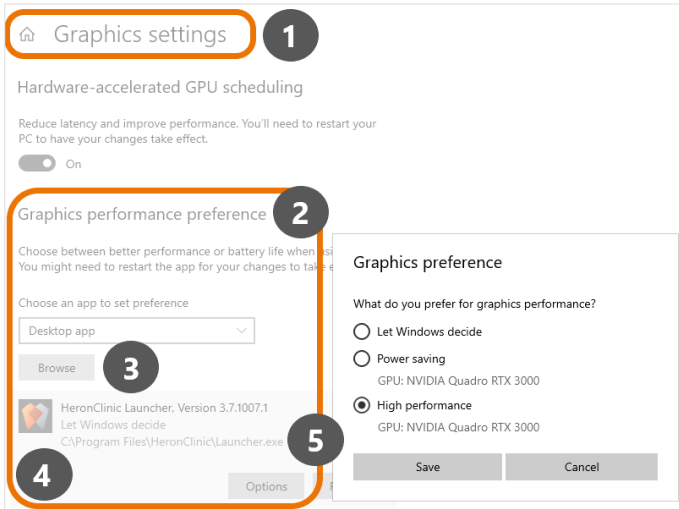 Graphics settings
1
Hardware-accelerated GPU scheduling
Reduce latency and improve performance. You'll need to restart your
PC to have your changes take effect.
On
Graphics performance preference
2
Choose between better performance or battery life when
You might need to restart the app for your changes to take
Choose an app to set preference
Desktop app
Browse
3
HeronClinic Launcher, Version 3.7.1007.1
Let Windows decide
C:\Program Files\HeronClinic\Launcher.exe
4
5
Options
Graphics preference
What do you prefer for graphics performance?
Let Windows decide
Power saving
GPU: NVIDIA Quadro RTX 3000
High performance
GPU: NVIDIA Quadro RTX 3000
Save
Cancel